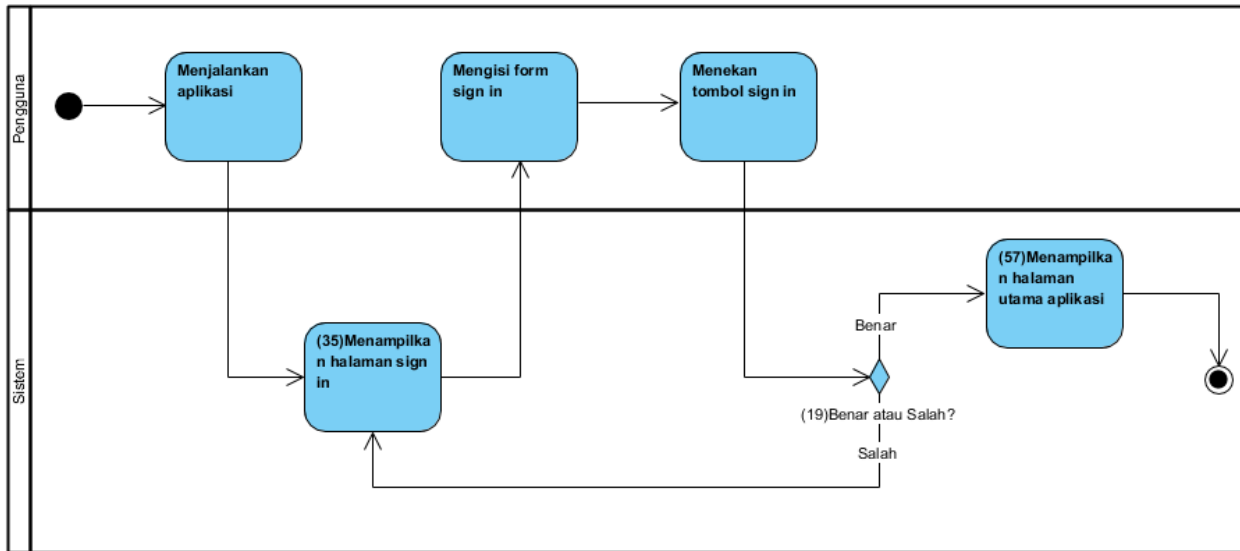 Pengguna
Menjalankan
aplikasi
Mengisi form
sign in
Menekan
tombol sign in
Sistem
(35)Menampilka
n halaman sign
in
(57)Menampilka
n halaman
utama aplikasi
Benar
(19)Benar atau Salah?
Salah